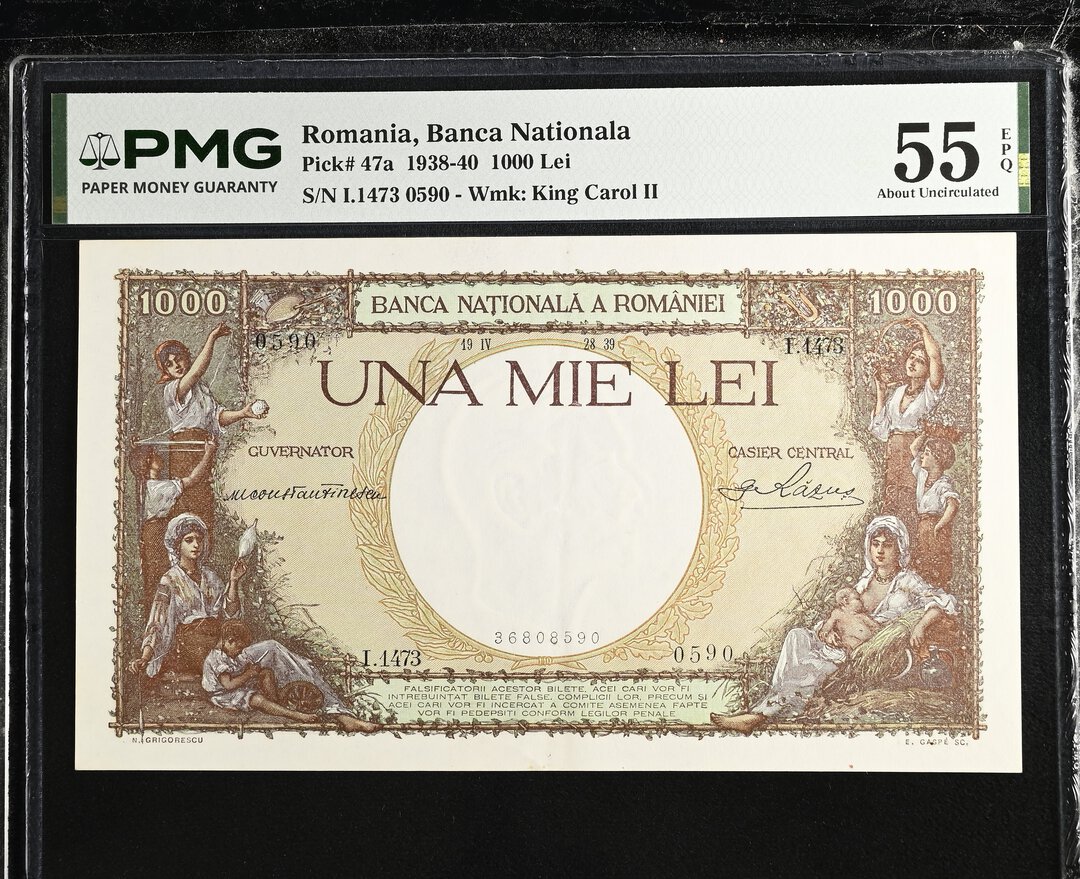 PMG
PAPER MONEY GUARANTY
Romania, Banca Nationala
Pick# 47a 1938-40 1000 Lei
S/N I.1473 0590 - Wmk: King Carol II
55
EPQ
About Uncirculated
1000
BANCA NAȚIONALĂ A ROMÂNIEI
1000
0590
19 IV 28 39
I.1473
UNA MIE LEI
GUVERNATOR
CASIER CENTRAL
M Constantinescu
36808590
I.1473
0590
FALSIFICATORII ACESTOR BILETE, ACEI CARI VOR FI
INTREBUINȚAT BILETE FALSE, COMPLICII LOR, PRECUM ȘI
ACEI CARI VOR FI INCERCAT A COMITE ASEMENEA FAPTE
VOR FI PEDEPSIȚI CONFORM LEGILOR PENALE
N. GRIGORESCU
E. GASPÉ SC.